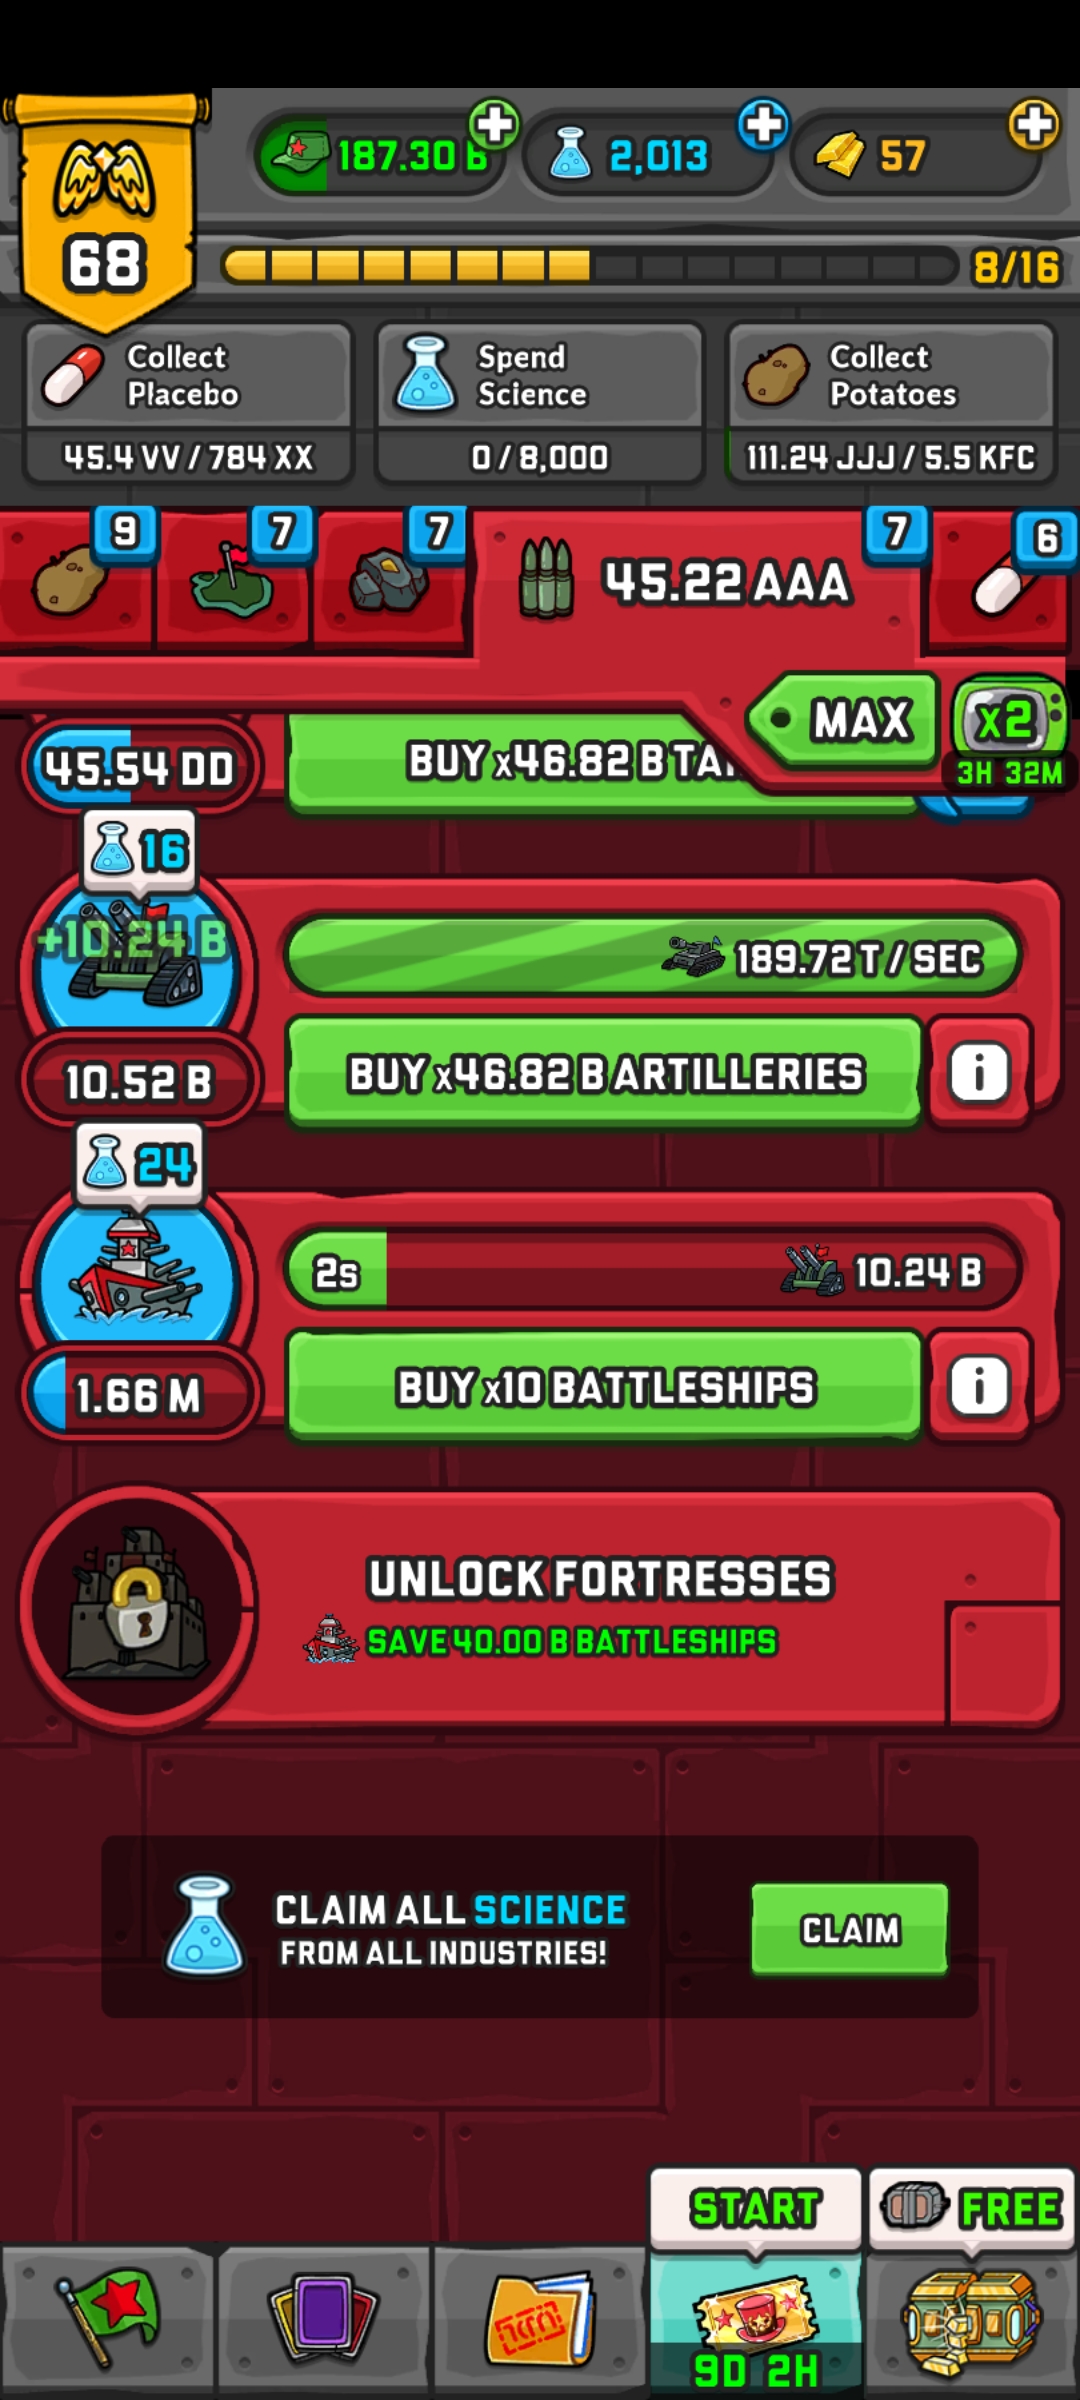 68
187.30 B
2,013
57
8/16
Collect
Placebo
45.4 VV / 784 XX
Spend
Science
0 / 8,000
Collect
Potatoes
111.24 JJJ / 5.5 KFC
9
7
7
45.22 AAA
7
6
MAX
x2
3H 32M
45.54 DD
BUY x46.82 B TA
16
+10.24 B
189.72 T / SEC
10.52 B
BUY x46.82 B ARTILLERIES
i
24
2s
10.24 B
1.66 M
BUY x10 BATTLESHIPS
i
UNLOCK FORTRESSES
SAVE 40.00 B BATTLESHIPS
CLAIM ALL SCIENCE
FROM ALL INDUSTRIES!
CLAIM
START
FREE
9D 2H